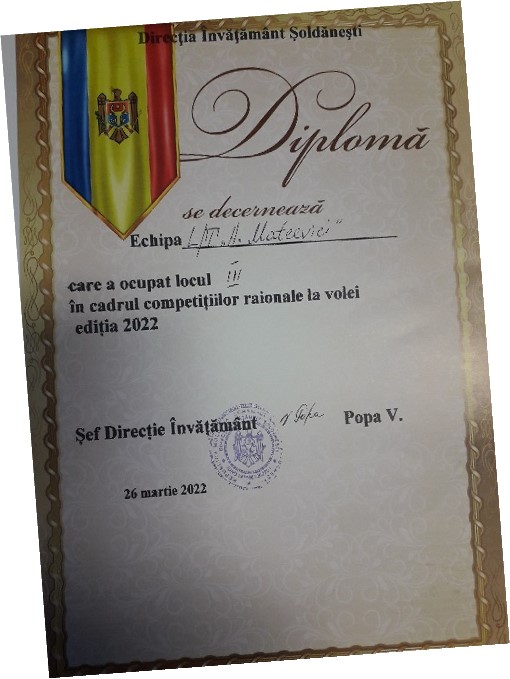 Direcția Învățământ Șoldănești
Diplomă
se decernează
Echipa LT „A. Mateevici"
care a ocupat locul III
în cadrul competițiilor raionale la volei
ediția 2022
Șef Direcție Învățământ V Popa Popa V.
26 martie 2022